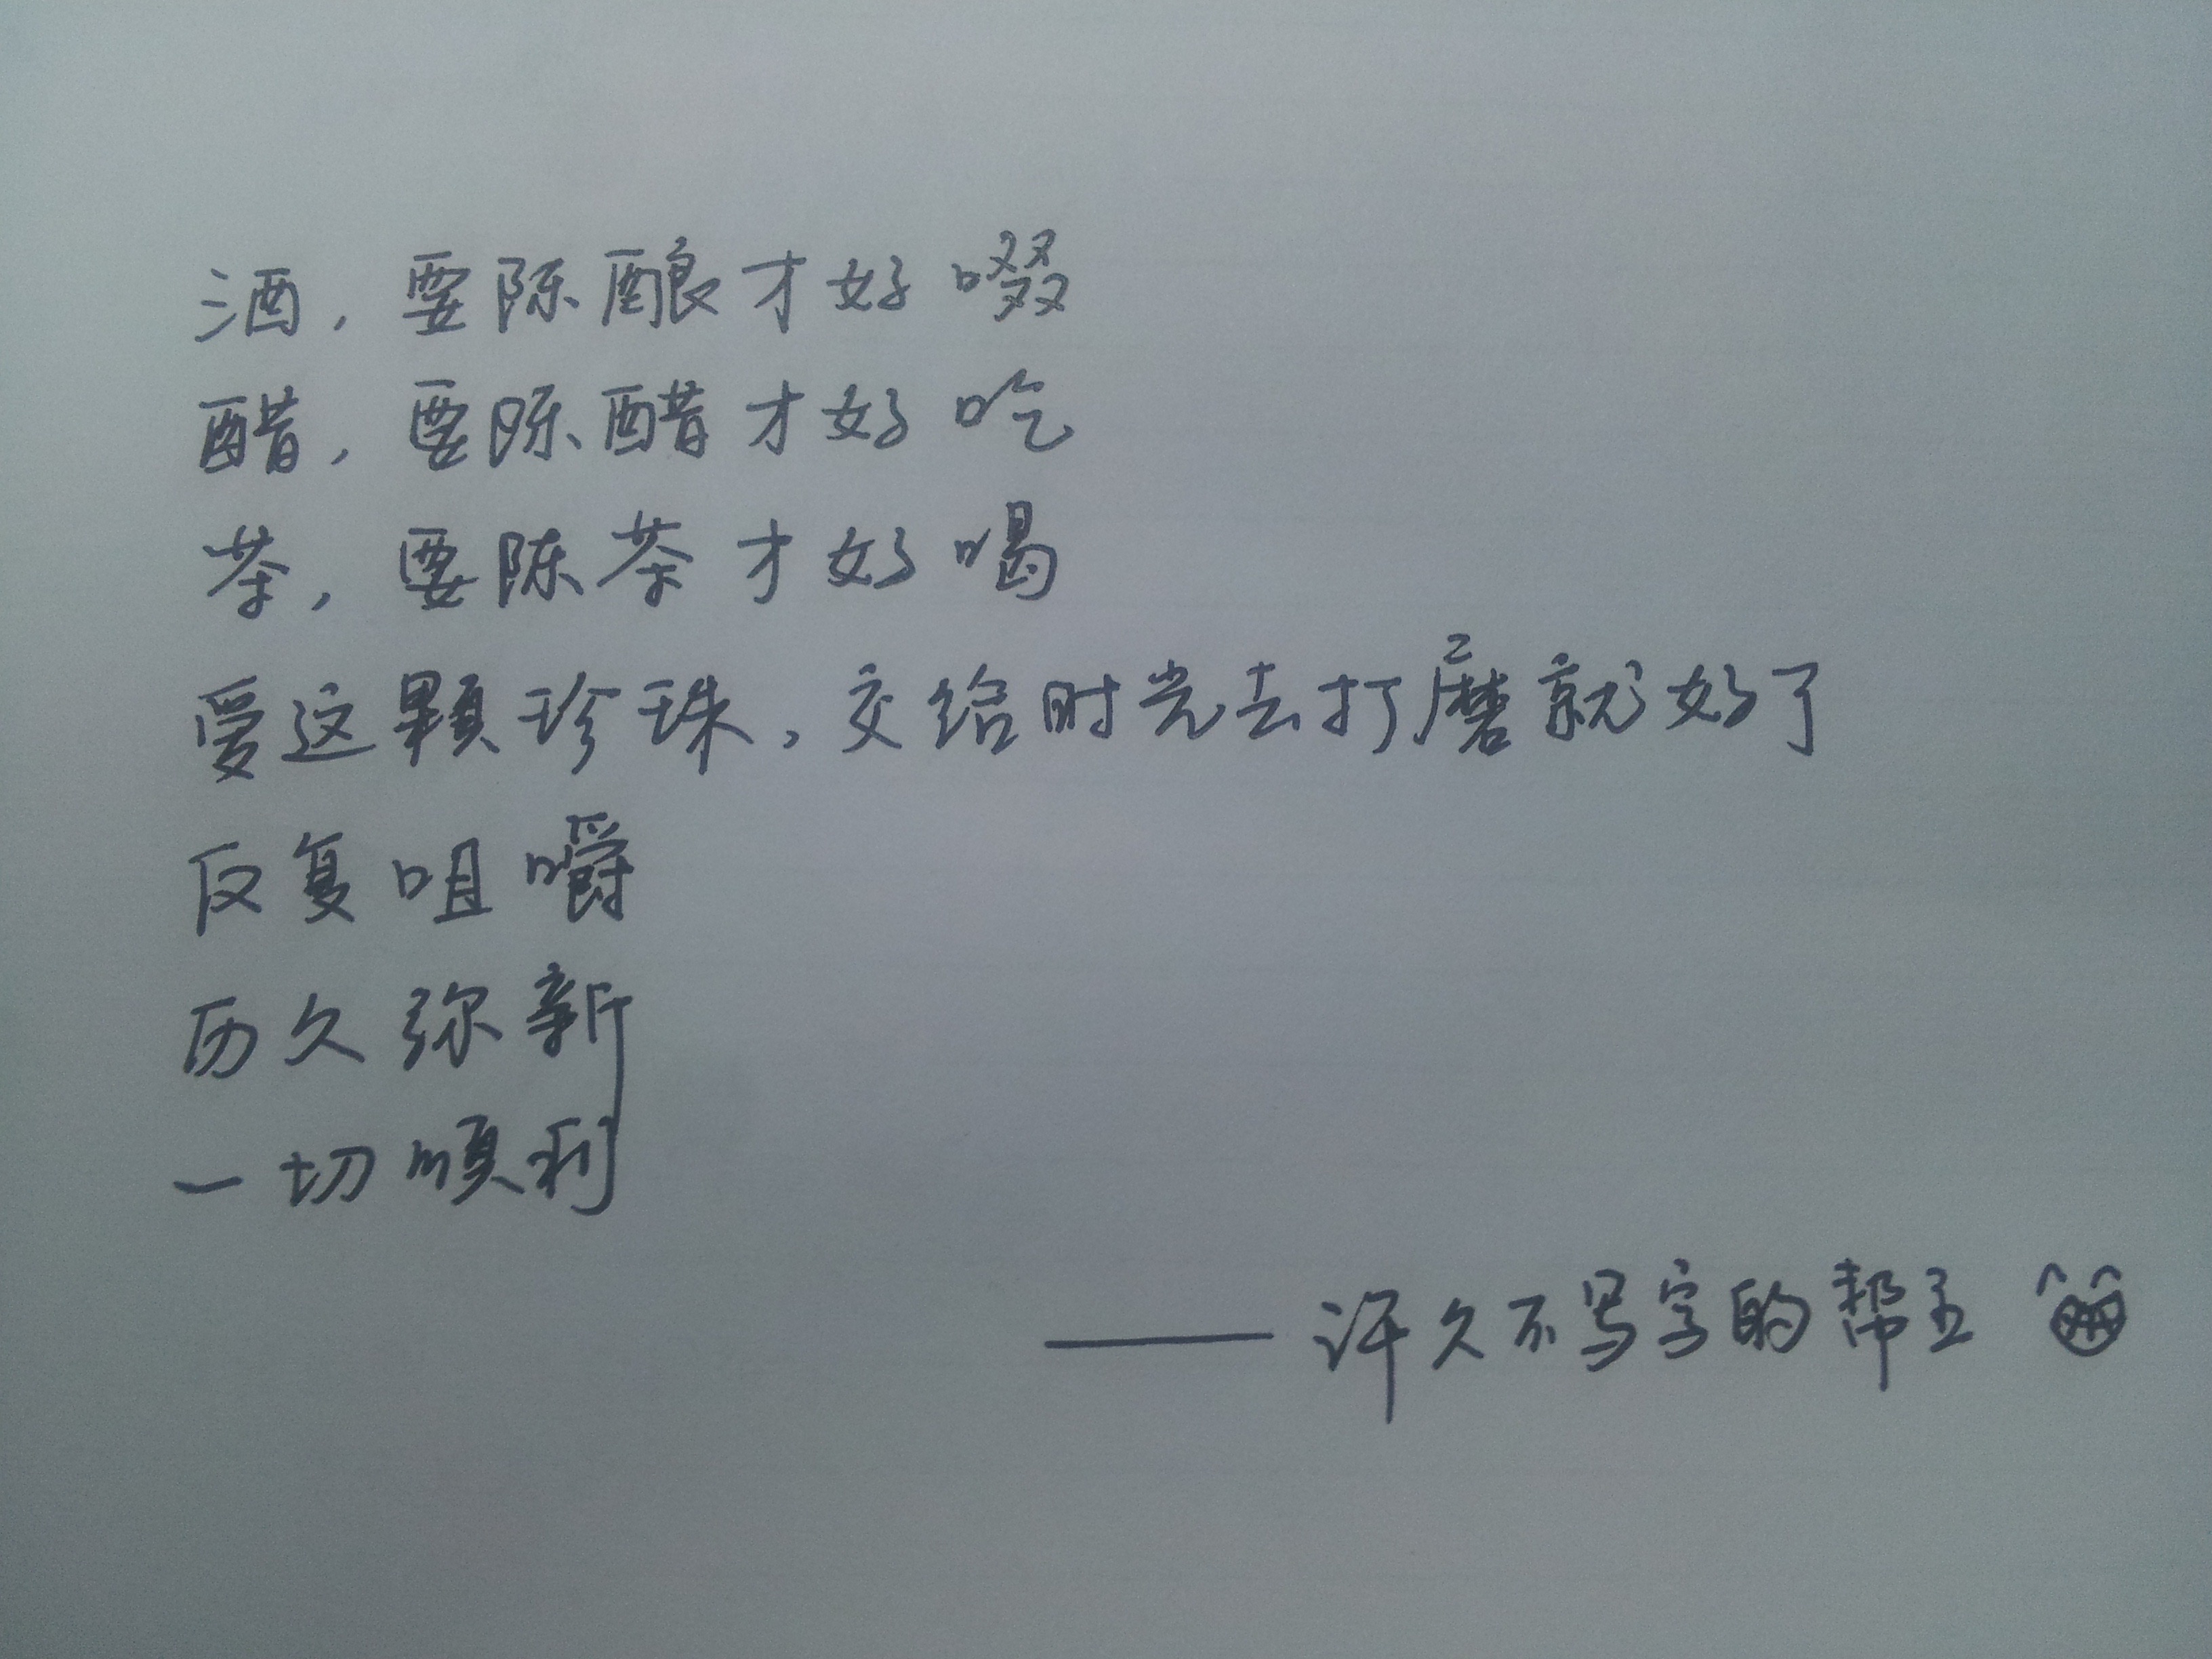 酒，要陈酿才好啜
醋，要陈醋才好吃
茶，要陈茶才好喝
爱这颗珍珠，交给时光去打磨就好了
反复咀嚼
历久弥新
一切顺利
——许久不写字的帮主